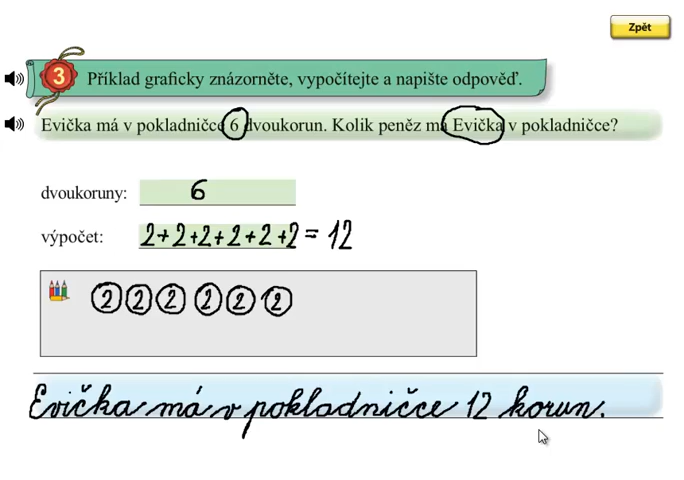 Zpět
3 Příklad graficky znázorněte, vypočítejte a napište odpověď.
Evička má v pokladničce 6 dvoukorun. Kolik peněz má Evička v pokladničce?
dvoukoruny: 6
výpočet: 2+2+2+2+2+2 = 12
2 2 2 2 2 2
Evička má v pokladničce 12 korun.